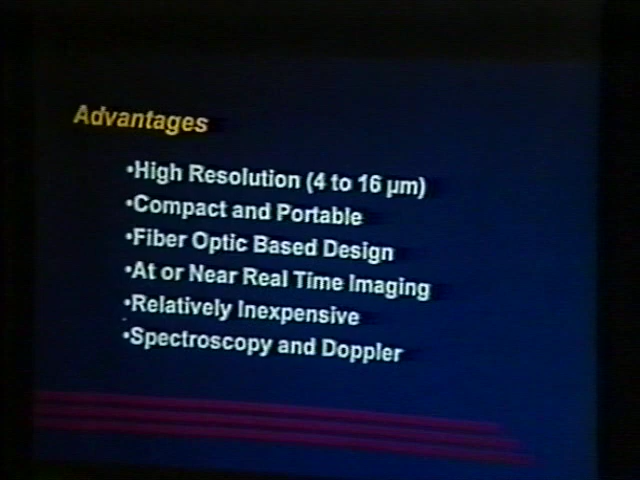 Advantages
•High Resolution (4 to 16 µm)
•Compact and Portable
•Fiber Optic Based Design
•At or Near Real Time Imaging
•Relatively Inexpensive
•Spectroscopy and Doppler